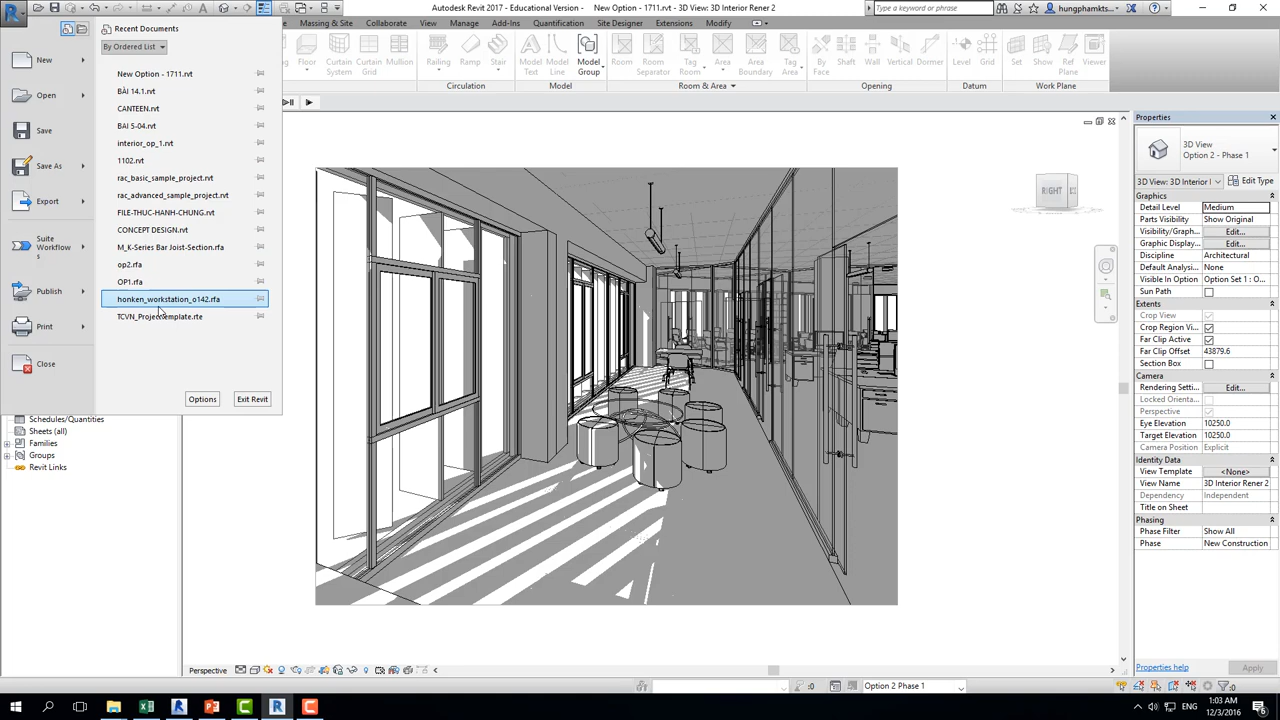 Autodesk Revit 2017 - Educational Version - New Option - 1711.rvt - 3D View: 3D Interior Rener 2
Type a keyword or phrase
hungphamkts...
Massing & Site
Collaborate
View
Manage
Add-Ins
Quantification
Site Designer
Extensions
Modify
Floor
Curtain System
Curtain Grid
Mullion
Railing
Ramp
Stair
Model Text
Model Line
Model Group
Room
Room Separator
Tag Room
Area
Area Boundary
Tag Area
By Face
Shaft
Wall
Vertical
Dormer
Level
Grid
Set
Show
Ref Plane
Viewer
Circulation
Model
Room & Area
Opening
Datum
Work Plane
Recent Documents
By Ordered List
New
Open
Save
Save As
Export
Suite Workflows
Publish
Print
Close
New Option - 1711.rvt
BÀI 14.1.rvt
CANTEEN.rvt
BAI 5-04.rvt
interior_op_1.rvt
1102.rvt
rac_basic_sample_project.rvt
rac_advanced_sample_project.rvt
FILE-THUC-HANH-CHUNG.rvt
CONCEPT DESIGN.rvt
M_K-Series Bar Joist-Section.rvt
op2.rfa
OP1.rfa
honken_workstation_o142.rfa
TCVN_ProjecTemplate.rte
Options
Exit Revit
Schedules/Quantities
Sheets (all)
Families
Groups
Revit Links
RIGHT
Properties
3D View
Option 2 - Phase 1
3D View: 3D Interior I
Edit Type
Graphics
Detail Level Medium
Parts Visibility Show Original
Visibility/Graph... Edit...
Graphic Display... Edit...
Discipline Architectural
Default Analysi... None
Visible In Option Option Set 1 : O...
Sun Path
Extents
Crop View
Crop Region Vi...
Far Clip Active
Far Clip Offset 43879.6
Section Box
Camera
Rendering Setti... Edit...
Locked Orienta...
Perspective
Eye Elevation 10250.0
Target Elevation 10250.0
Camera Position Explicit
Identity Data
View Template <None>
View Name 3D Interior Rener 2
Dependency Independent
Title on Sheet
Phasing
Phase Filter Show All
Phase New Construction
Properties help
Apply
Perspective
:0
Option 2 Phase 1
:0
ENG
1:03 AM
12/3/2016